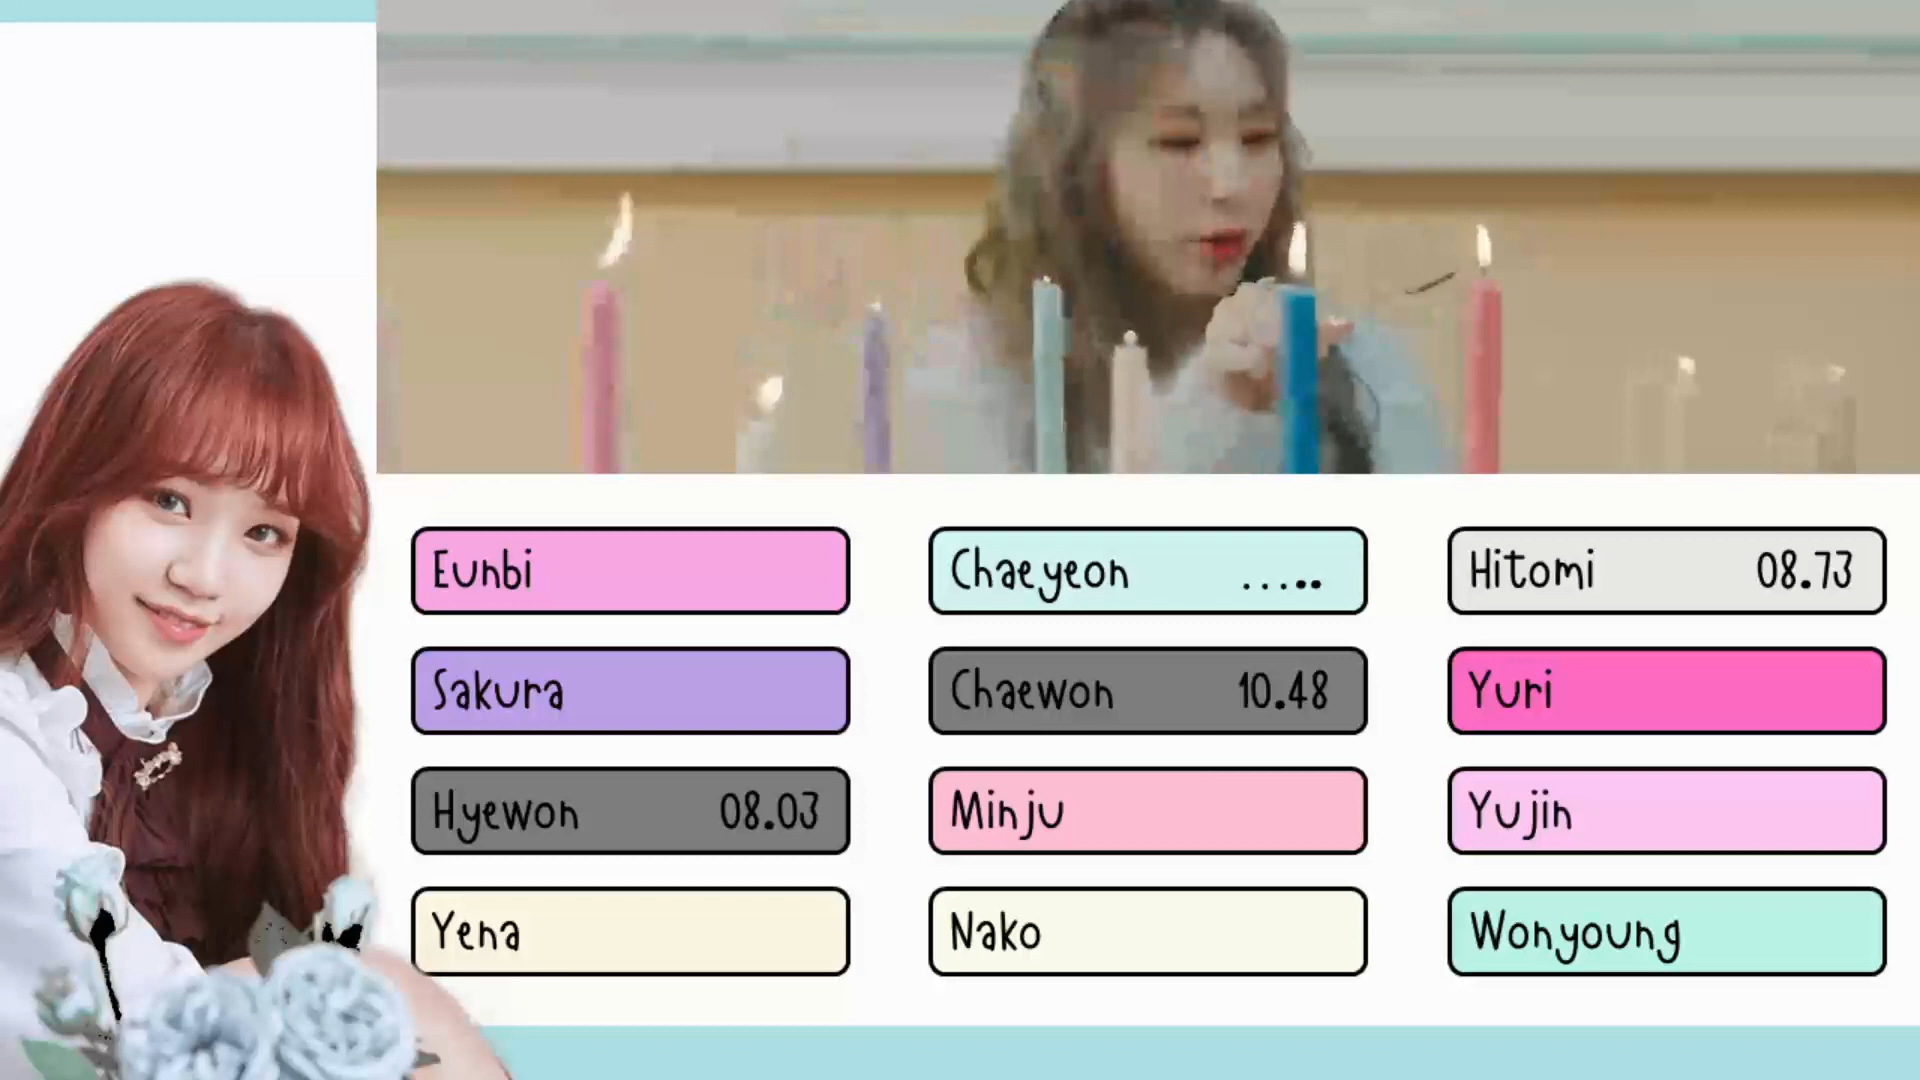 Eunbi
Chaeyeon .....
Hitomi 08.73
Sakura
Chaewon 10.48
Yuri
Hyewon 08.03
Minju
Yujin
Yena
Nako
Wonyoung